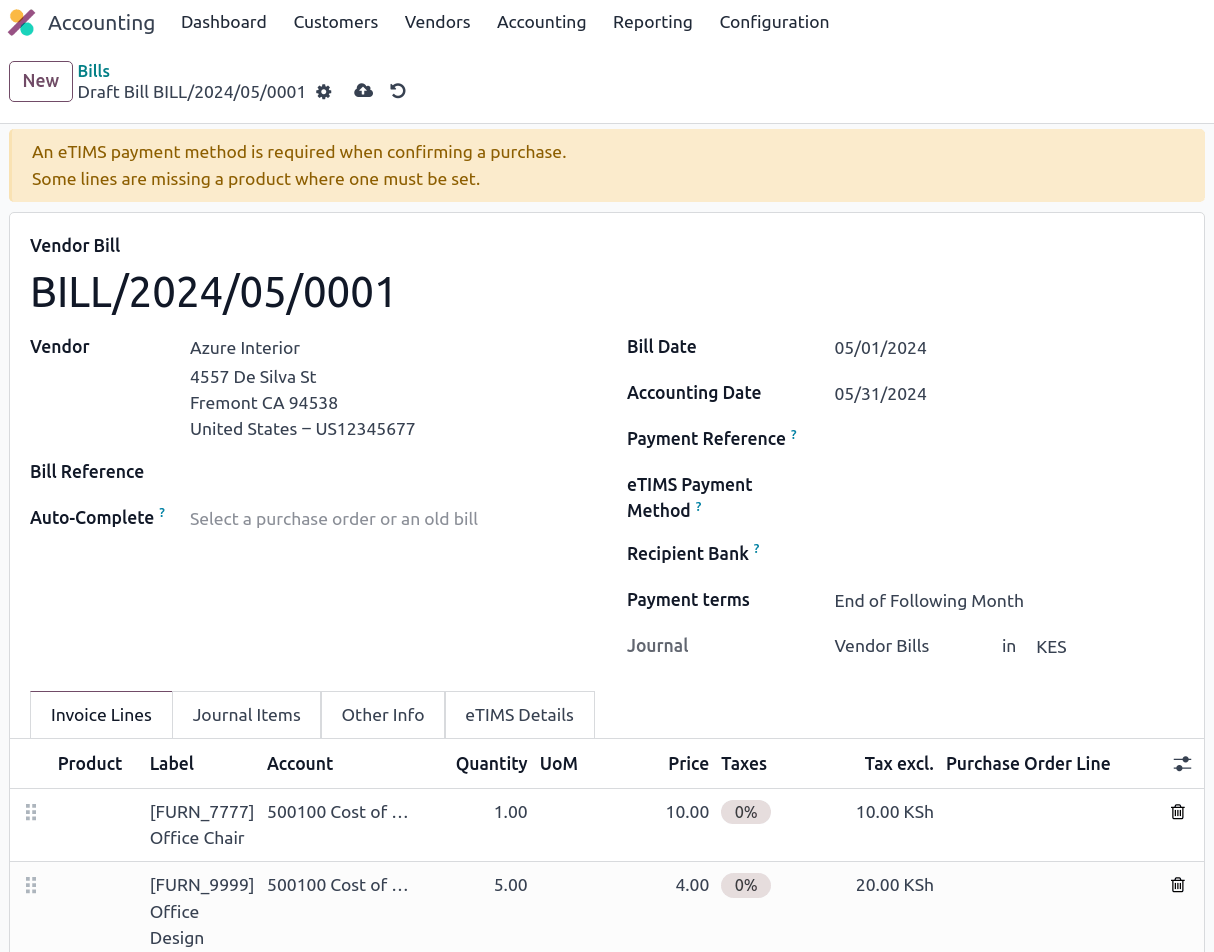 Accounting Dashboard Customers Vendors Accounting Reporting Configuration
New
Bills
Draft Bill BILL/2024/05/0001
An eTIMS payment method is required when confirming a purchase.
Some lines are missing a product where one must be set.
Vendor Bill
BILL/2024/05/0001
Vendor
Azure Interior
4557 De Silva St
Fremont CA 94538
United States – US12345677
Bill Reference
Auto-Complete ? Select a purchase order or an old bill
Bill Date 05/01/2024
Accounting Date 05/31/2024
Payment Reference ?
eTIMS Payment
Method ?
Recipient Bank ?
Payment terms End of Following Month
Journal Vendor Bills in KES
Invoice Lines Journal Items Other Info eTIMS Details
Product Label Account Quantity UoM Price Taxes Tax excl. Purchase Order Line
[FURN_7777] 500100 Cost of ... 1.00 10.00 0% 10.00 KSh
Office Chair
[FURN_9999] 500100 Cost of ... 5.00 4.00 0% 20.00 KSh
Office
Design